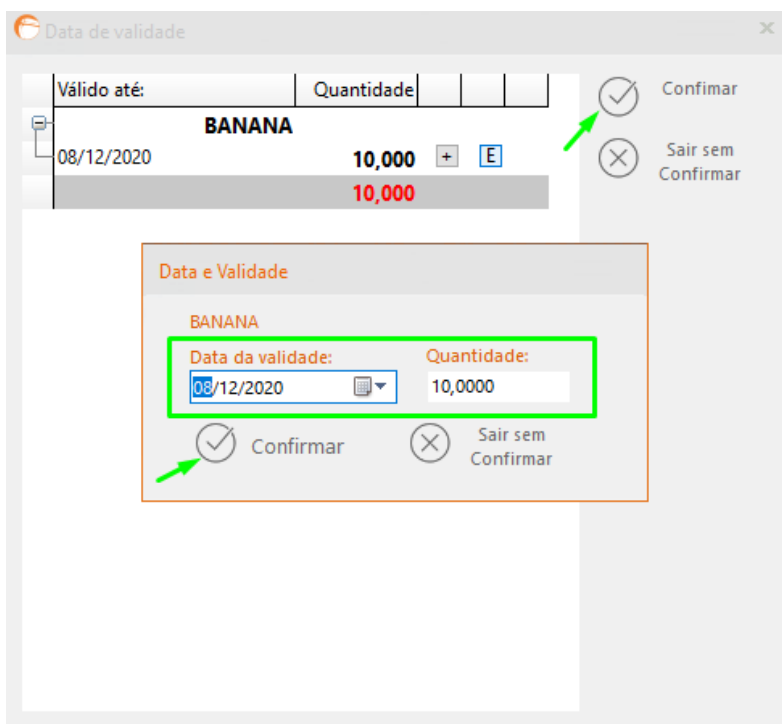 Data de validade
Válido até: Quantidade
BANANA
08/12/2020 10,000 + E
10,000
Confimar
Sair sem
Confirmar
Data e Validade
BANANA
Data da validade: Quantidade:
08/12/2020 10,0000
Confirmar
Sair sem
Confirmar